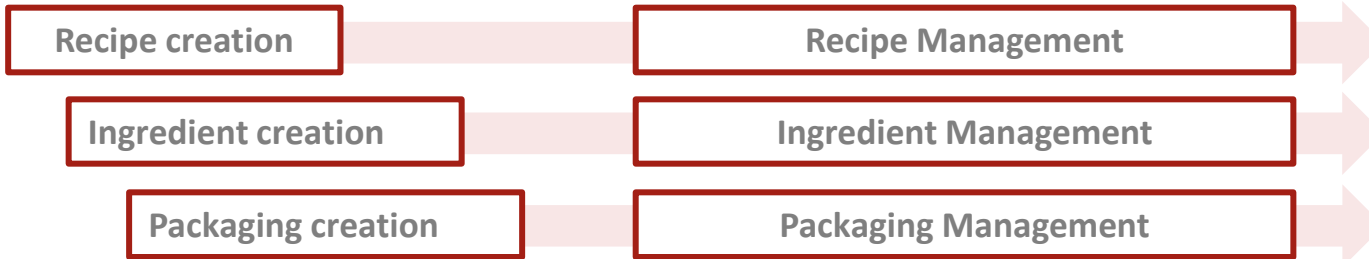 Recipe creation
Recipe Management
Ingredient creation
Ingredient Management
Packaging creation
Packaging Management